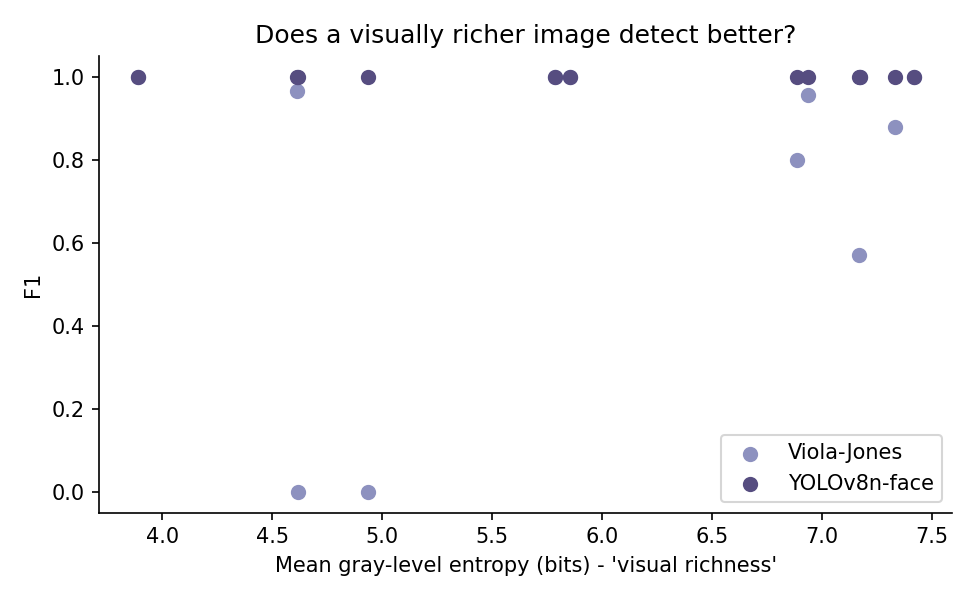 Does a visually richer image detect better?
1.0
0.8
0.6
0.4
0.2
0.0
F1
Viola-Jones
YOLOv8n-face
4.0 4.5 5.0 5.5 6.0 6.5 7.0 7.5
Mean gray-level entropy (bits) - 'visual richness'